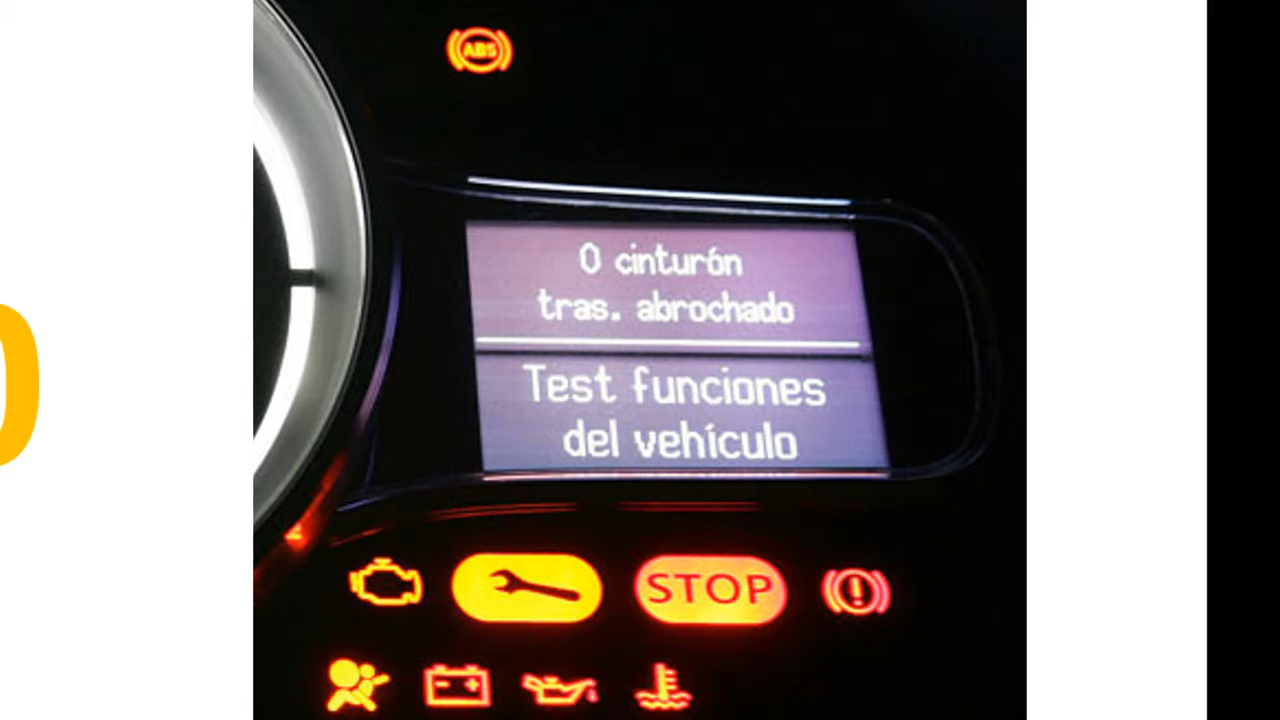 ABS
0 cinturón
tras. abrochado
Test funciones
del vehículo
STOP